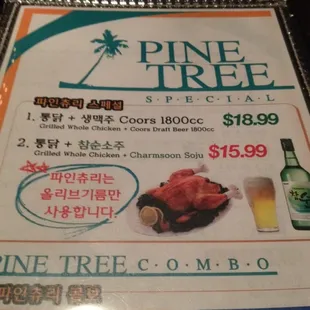 PINE
TREE
SPECIAL
파인츄리 스페셜
1. 통닭 + 생맥주 Coors 1800cc $18.99
Grilled Whole Chicken + Coors Draft Beer 1800cc
2. 통닭 + 참순소주 $15.99
Grilled Whole Chicken + Charmsoon Soju
파인츄리는
올리브기름만
사용합니다
PINE TREE COMBO
파인츄리 콤보